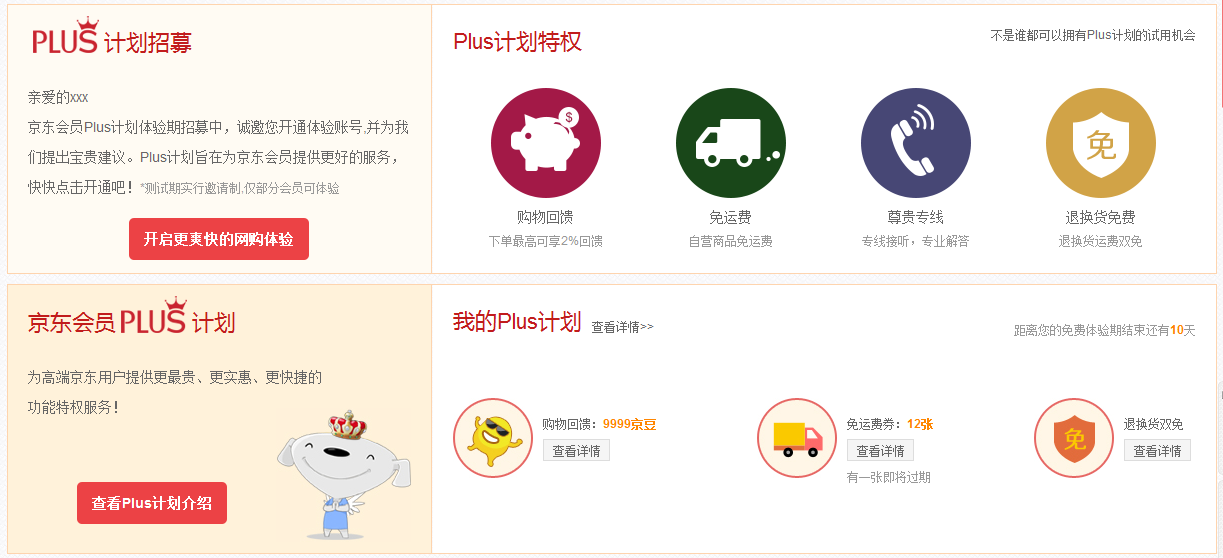 PLUS 计划招募
亲爱的xxx
京东会员Plus计划体验期招募中，诚邀您开通体验账号,并为我
们提出宝贵建议。Plus计划旨在为京东会员提供更好的服务，
快快点击开通吧！*测试期实行邀请制,仅部分会员可体验
开启更爽快的网购体验
Plus计划特权
不是谁都可以拥有Plus计划的试用机会
$
免
购物回馈
免运费
尊贵专线
退换货免费
下单最高可享2%回馈
自营商品免运费
专线接听，专业解答
退换货运费双免
京东会员 PLUS 计划
为高端京东用户提供更最贵、更实惠、更快捷的
功能特权服务！
查看Plus计划介绍
我的Plus计划 查看详情>>
距离您的免费体验期结束还有10天
购物回馈：9999京豆
查看详情
免运费券：12张
查看详情
有一张即将过期
免
退换货双免
查看详情